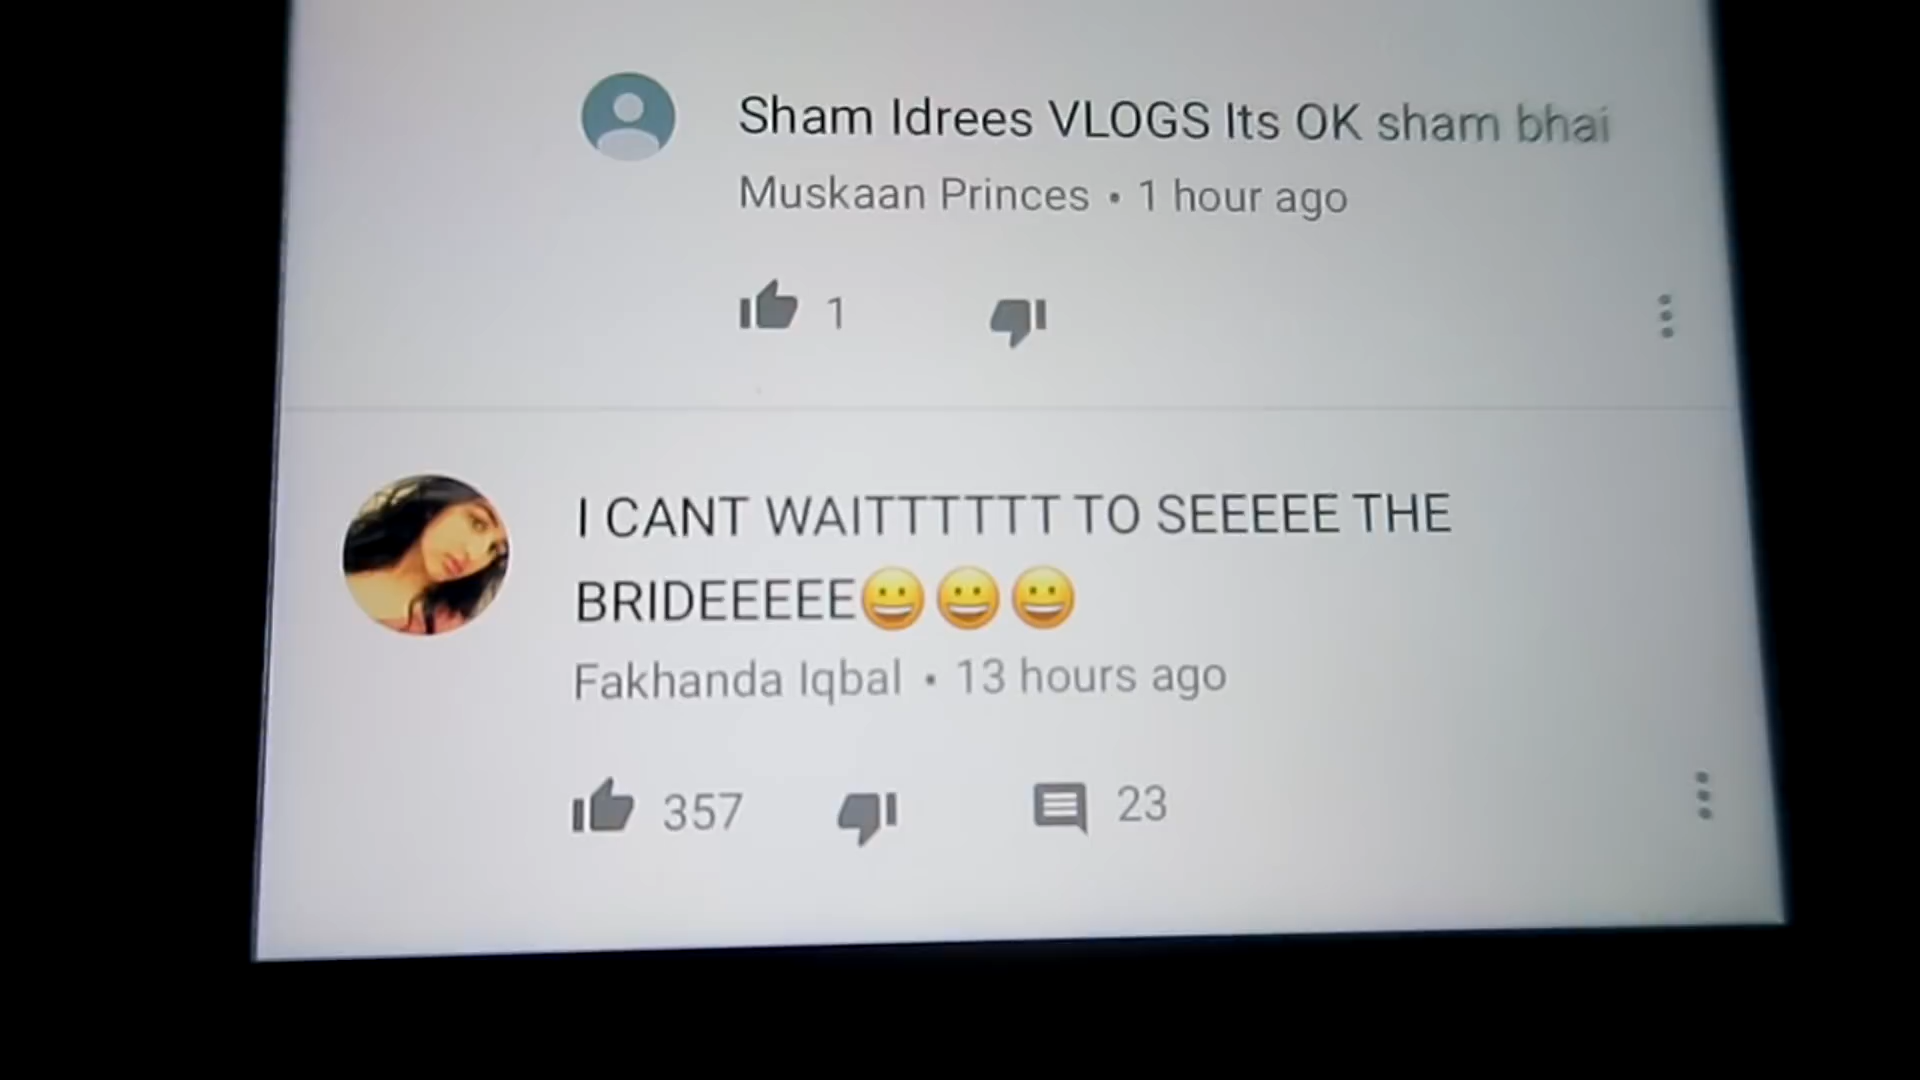 Sham Idrees VLOGS Its OK sham bhai
Muskaan Princes • 1 hour ago
1
I CANT WAITTTTTTT TO SEEEEE THE
BRIDEEEEE😀😀😀
Fakhanda Iqbal • 13 hours ago
357 23